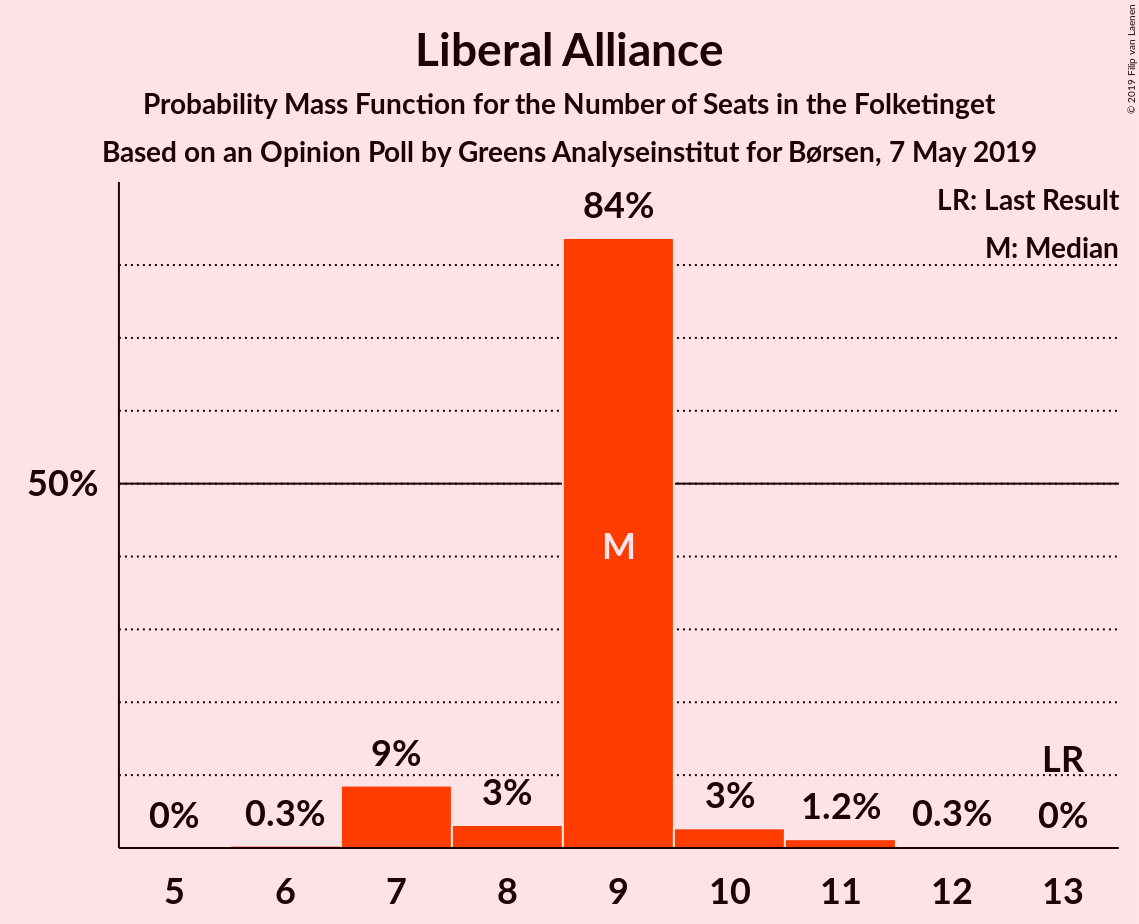 Liberal Alliance
Probability Mass Function for the Number of Seats in the Folketinget
Based on an Opinion Poll by Greens Analyseinstitut for Børsen, 7 May 2019
© 2019 Filip van Laenen
LR: Last Result
M: Median
84%
50%
M
9%
3%
3%
1.2%
0.3%
0.3%
0%
LR
0%
5 6 7 8 9 10 11 12 13